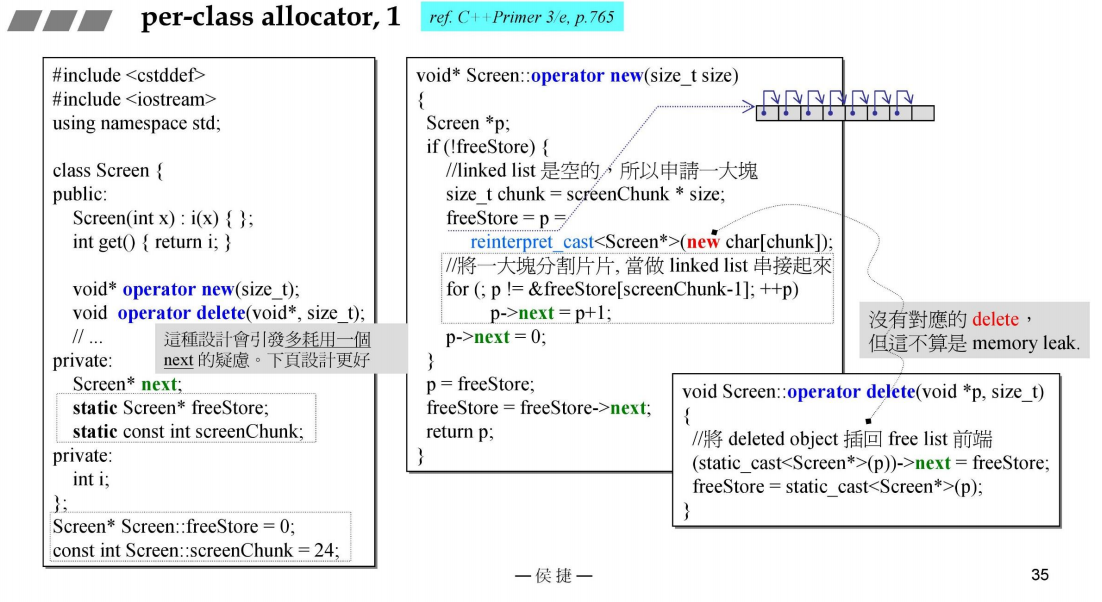 per-class allocator, 1
ref. C++Primer 3/e, p.765
#include <cstddef>
#include <iostream>
using namespace std;
class Screen {
public:
Screen(int x) : i(x) { };
int get() { return i; }
void* operator new(size_t);
void operator delete(void*, size_t);
// ...
這種設計會引發多耗用一個
next 的疑慮。下頁設計更好
private:
Screen* next;
static Screen* freeStore;
static const int screenChunk;
private:
int i;
};
Screen* Screen::freeStore = 0;
const int Screen::screenChunk = 24;
void* Screen::operator new(size_t size)
{
Screen *p;
if (!freeStore) {
//linked list 是空的，所以申請一大塊
size_t chunk = screenChunk * size;
freeStore = p =
reinterpret_cast<Screen*>(new char[chunk]);
//將一大塊分割片片, 當做 linked list 串接起來
for (; p != &freeStore[screenChunk-1]; ++p)
p->next = p+1;
p->next = 0;
}
p = freeStore;
freeStore = freeStore->next;
return p;
}
沒有對應的 delete，
但這不算是 memory leak.
void Screen::operator delete(void *p, size_t)
{
//將 deleted object 插回 free list 前端
(static_cast<Screen*>(p))->next = freeStore;
freeStore = static_cast<Screen*>(p);
}
— 侯捷 —
35